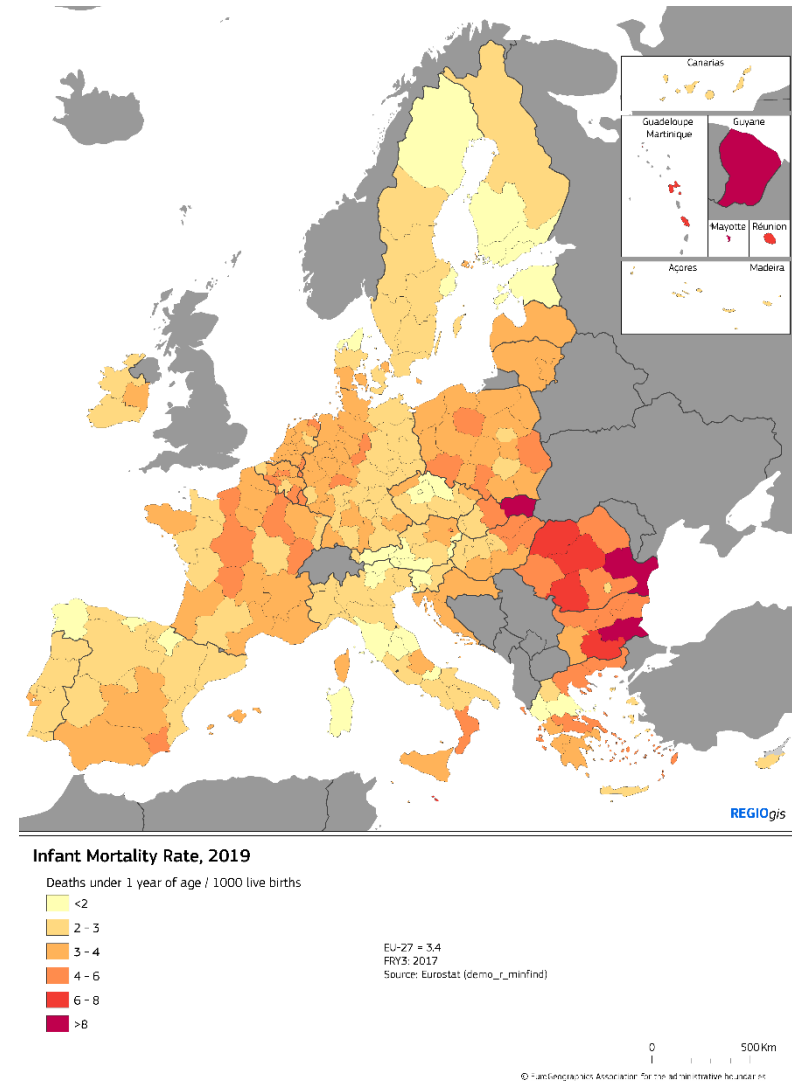 Canarias
Guadeloupe
Martinique
Guyane
Mayotte
Réunion
Açores
Madeira
REGIOgis
Infant Mortality Rate, 2019
Deaths under 1 year of age / 1000 live births
<2
2 - 3
3 - 4
4 - 6
6 - 8
>8
EU-27 = 3.4
FRY3: 2017
Source: Eurostat (demo_r_minfind)
0 500 Km
© EuroGeographics Association for the administrative boundaries